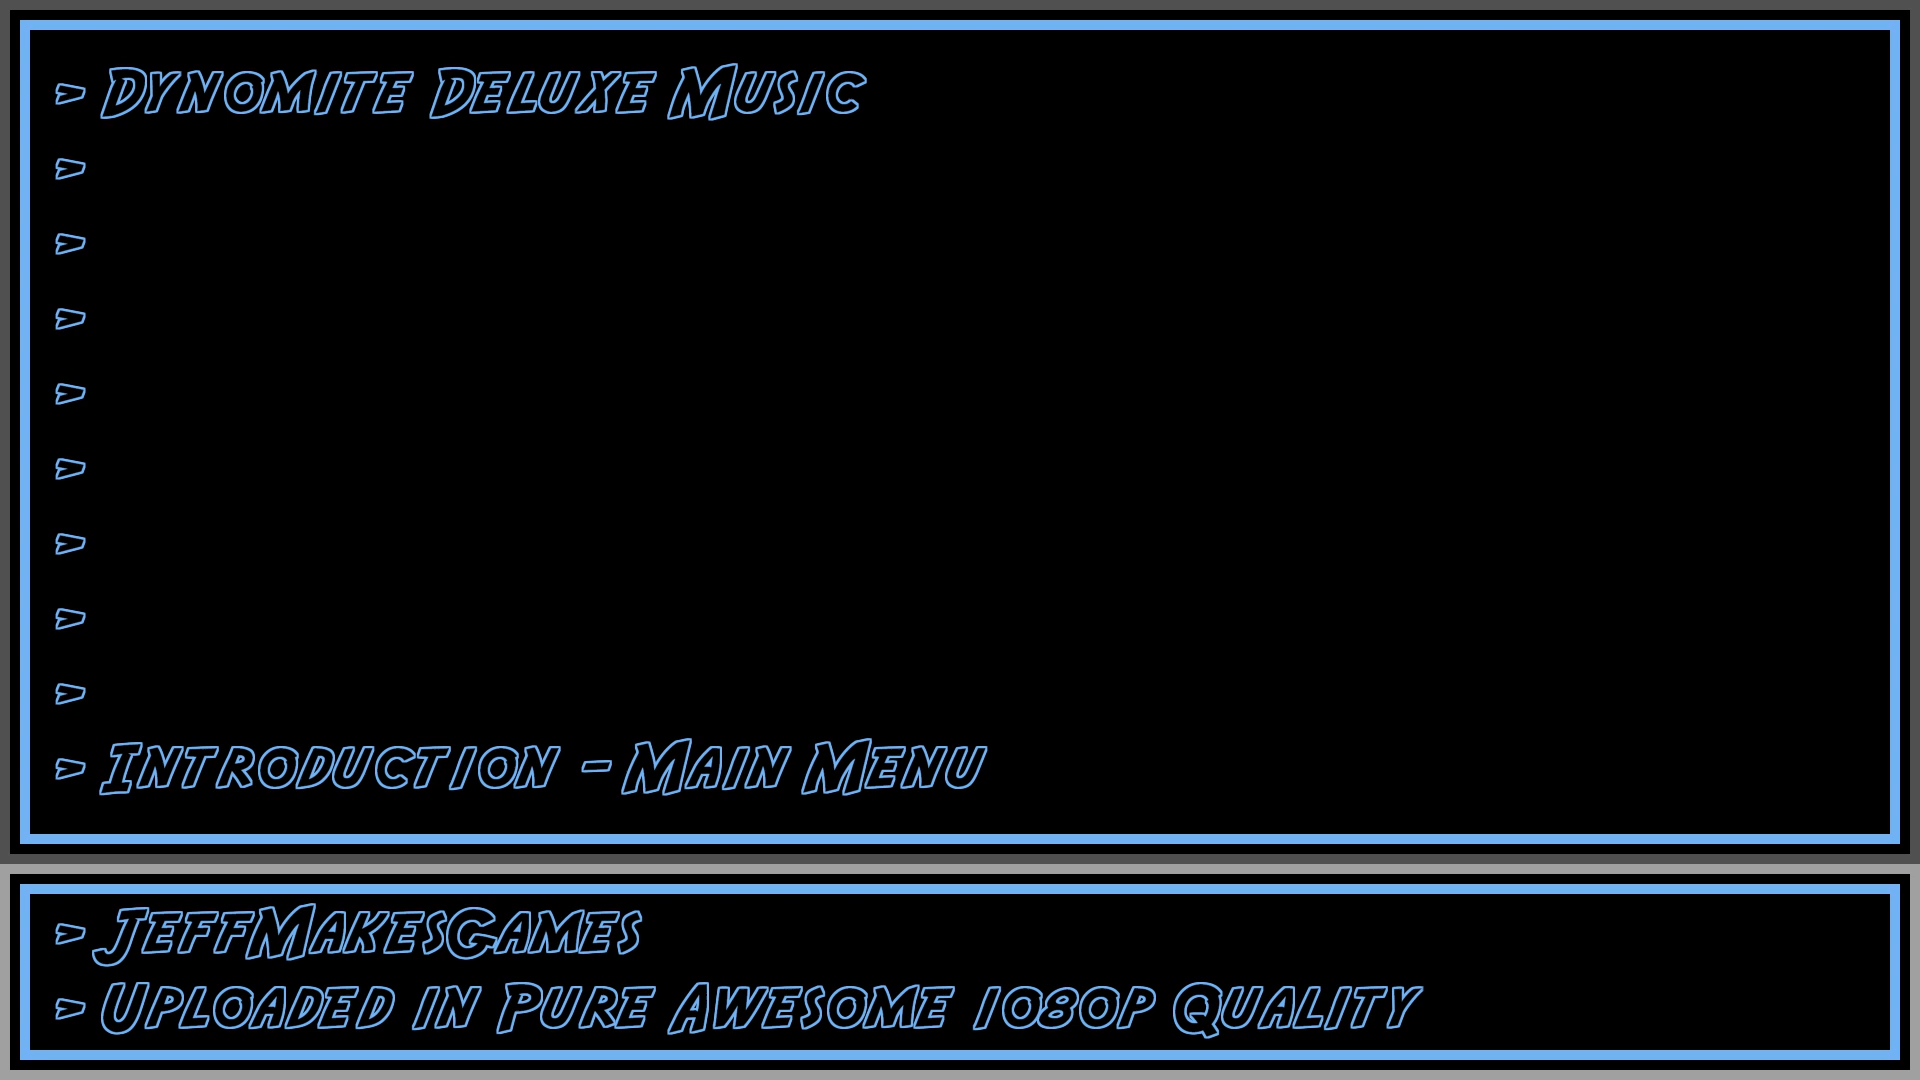 > Dynomite Deluxe Music
>
>
>
>
>
>
>
>
> Introduction - Main Menu
> JeffMakesGames
> Uploaded in Pure Awesome 1080p Quality